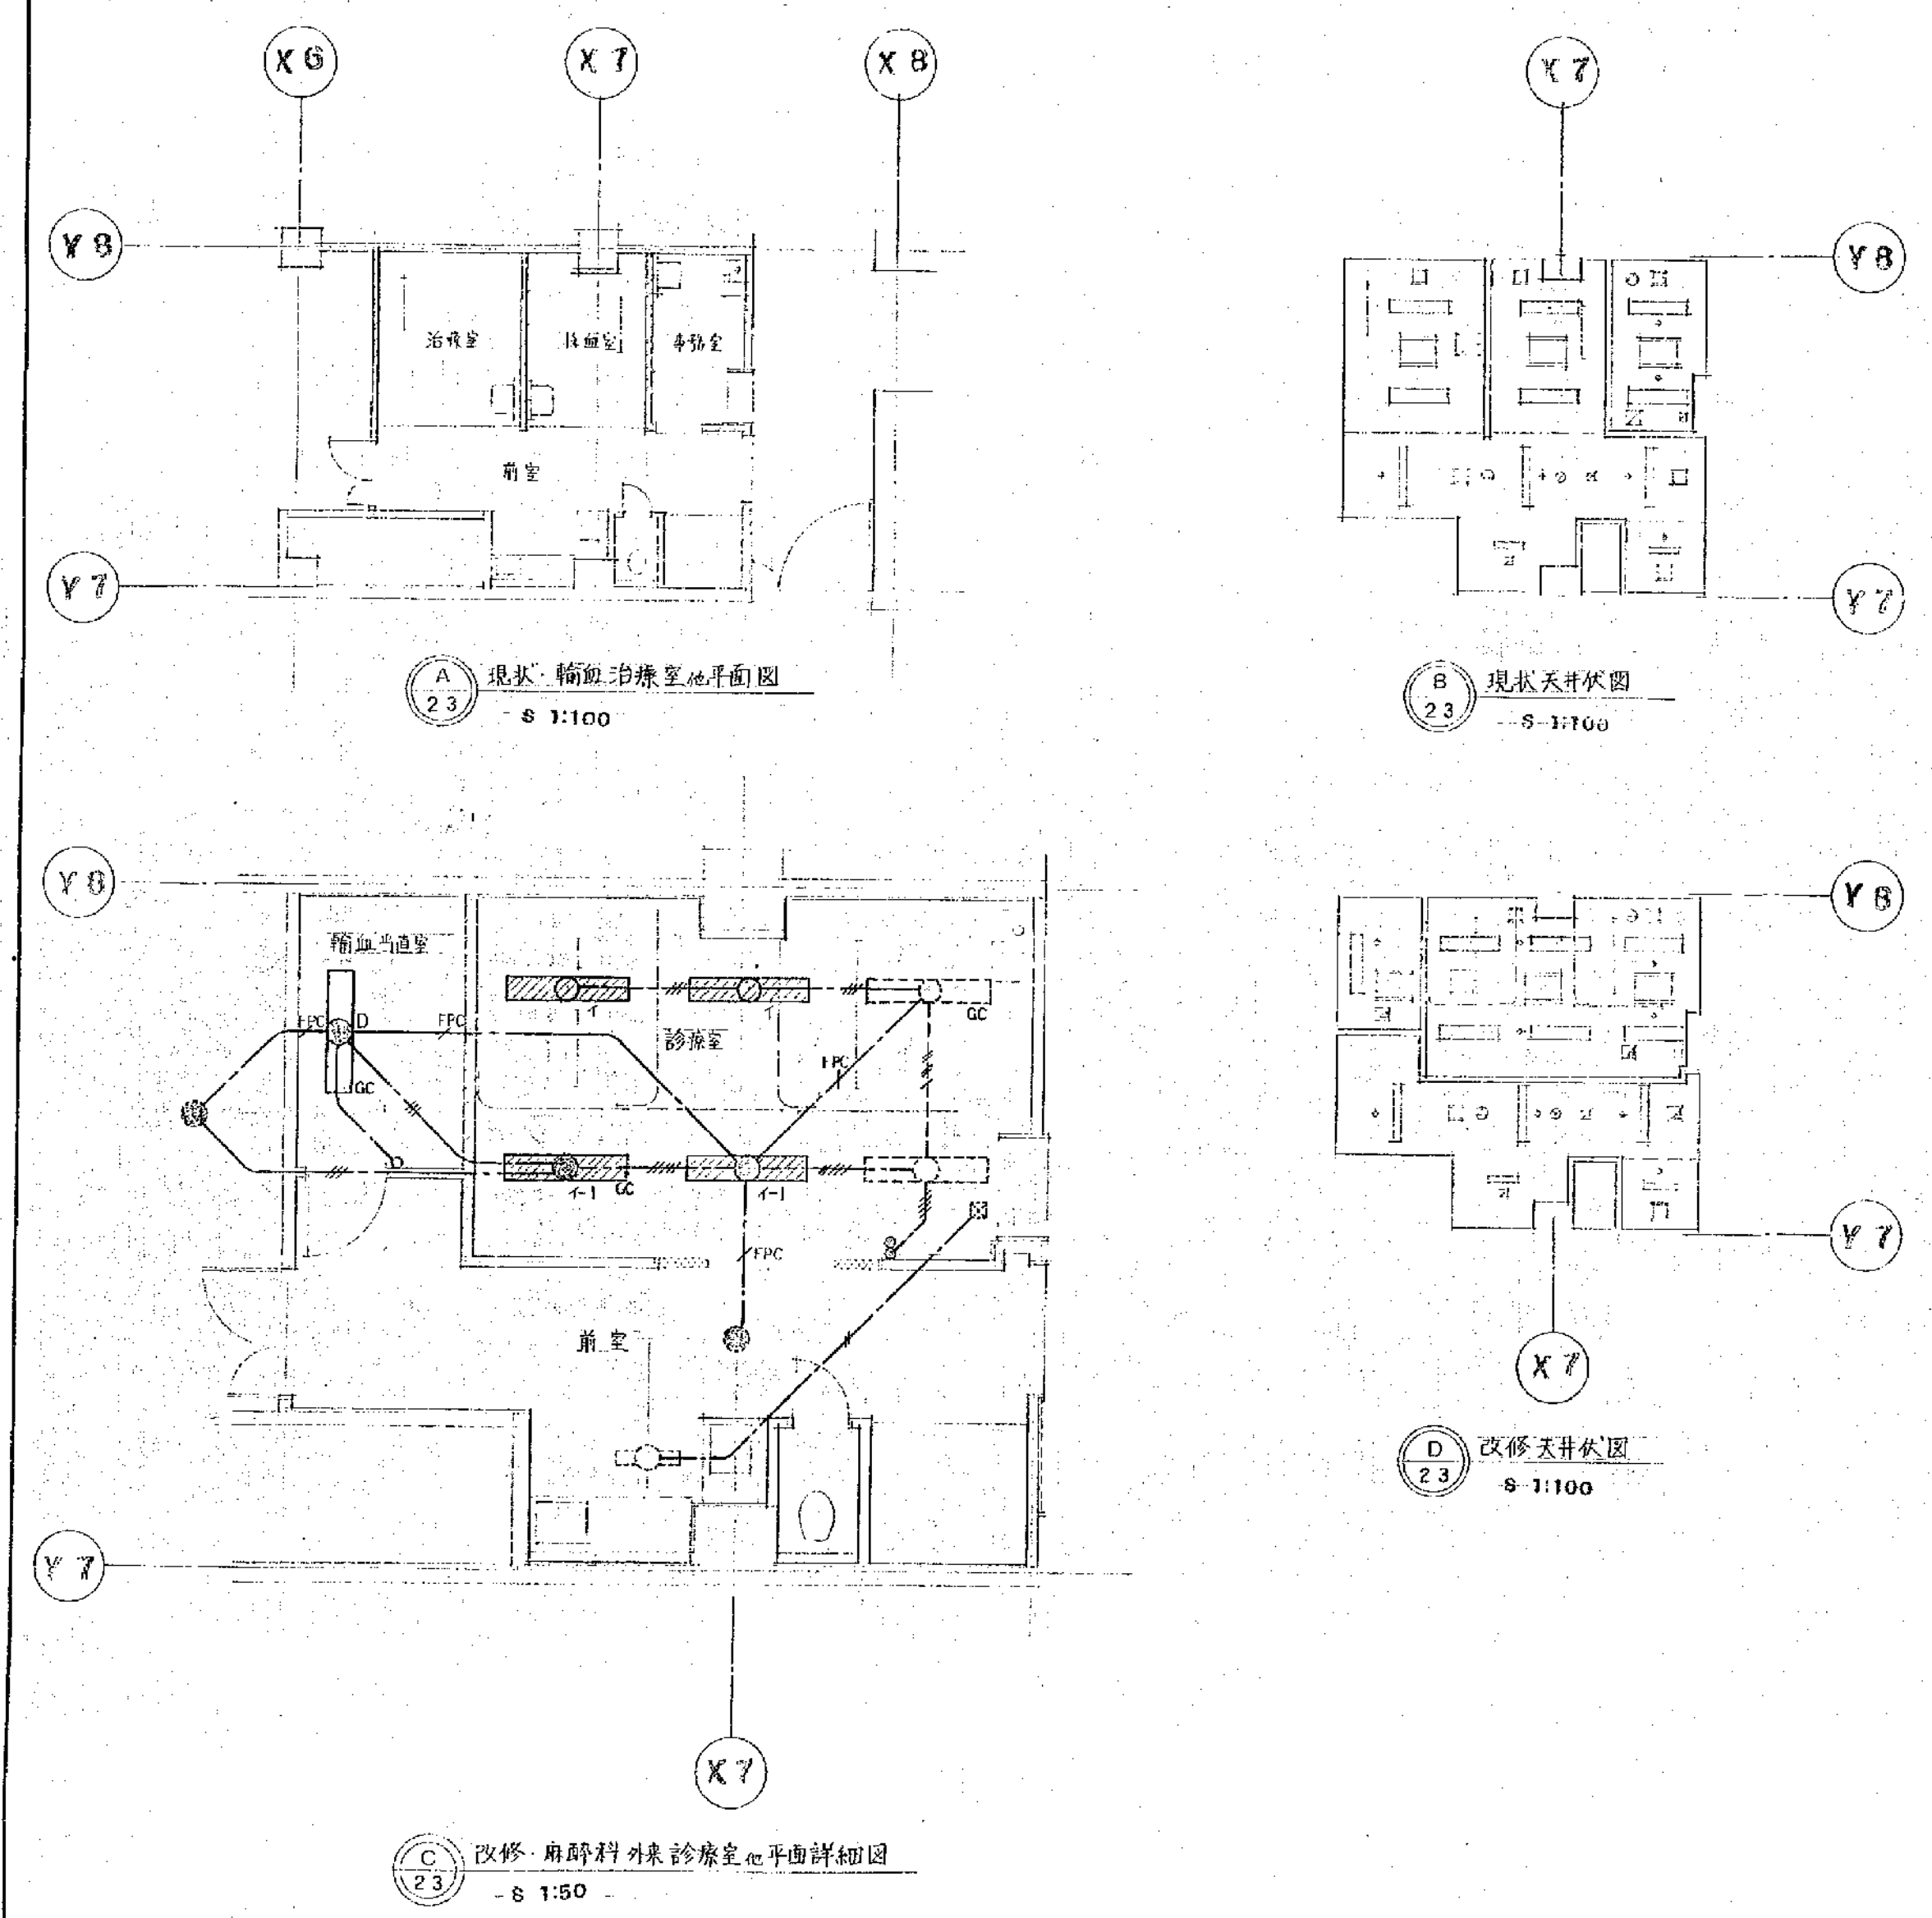 X6
X7
X8
Y8
治療室
採血室
事務室
前室
Y7
A
23
現状・輸血治療室他平面図
S 1:100
X7
Y8
Y7
B
23
現状天井伏図
S 1:100
Y8
輸血当直室
FPC
D
FPC
GC
イ
イ
GC
診療室
FPC
イ-1
GC
イ-1
FPC
前室
Y7
X7
C
23
改修・麻酔科外来診療室他平面詳細図
S 1:50
Y8
Y7
X7
D
23
改修天井伏図
S 1:100